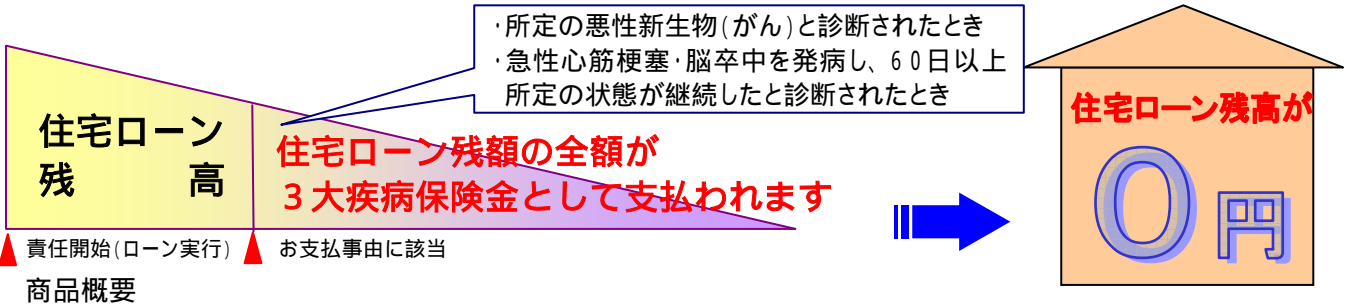 ・所定の悪性新生物(がん)と診断されたとき
・急性心筋梗塞・脳卒中を発病し、６０日以上
所定の状態が継続したと診断されたとき
住宅ローン
残　　高
住宅ローン残額の全額が
３大疾病保険金として支払われます
住宅ローン残高が
０円
責任開始(ローン実行)
お支払事由に該当
商品概要